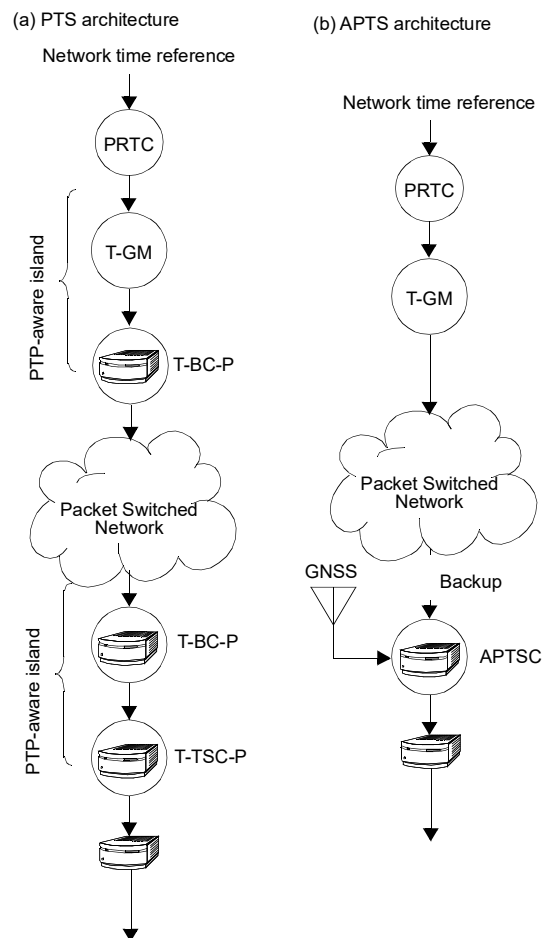 (a) PTS architecture
Network time reference
PRTC
PTP-aware island
T-GM
T-BC-P
Packet Switched
Network
PTP-aware island
T-BC-P
T-TSC-P
(b) APTS architecture
Network time reference
PRTC
T-GM
Packet Switched
Network
GNSS
Backup
APTSC